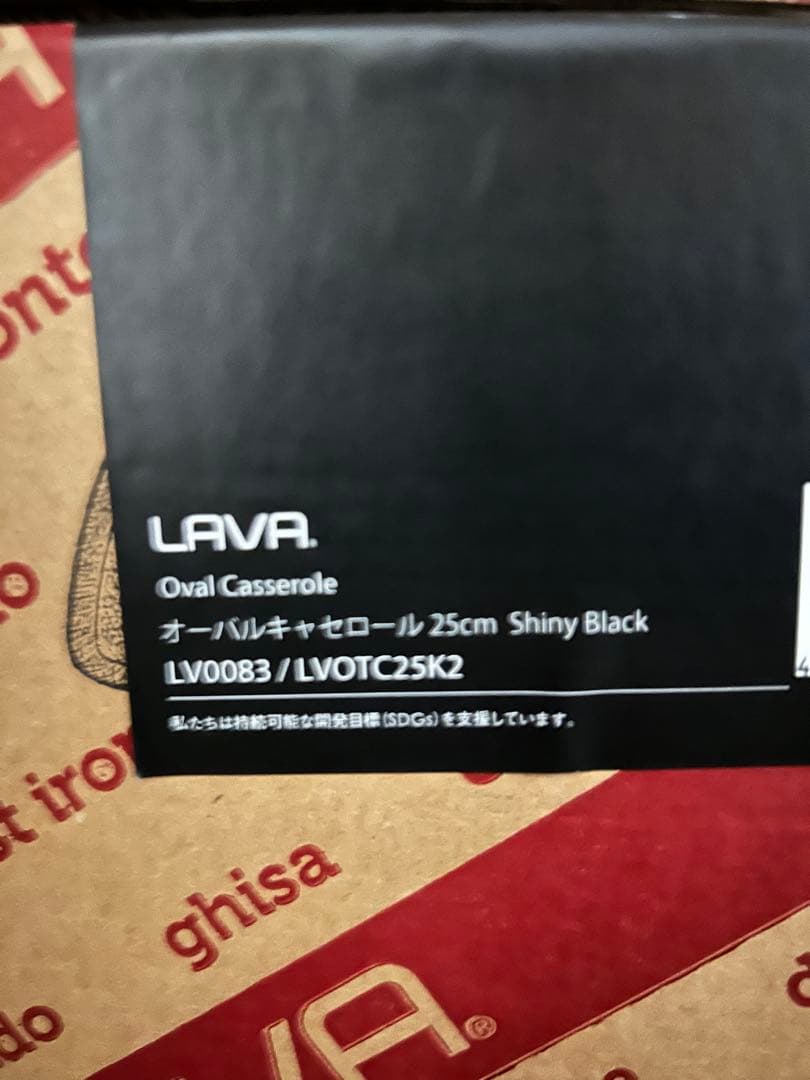 LAVA.
Oval Casserole
オーバルキャセロール 25cm Shiny Black
LV0083 / LVOTC25K2
私たちは持続可能な開発目標(SDGs)を支援しています。
ghisa
VA®